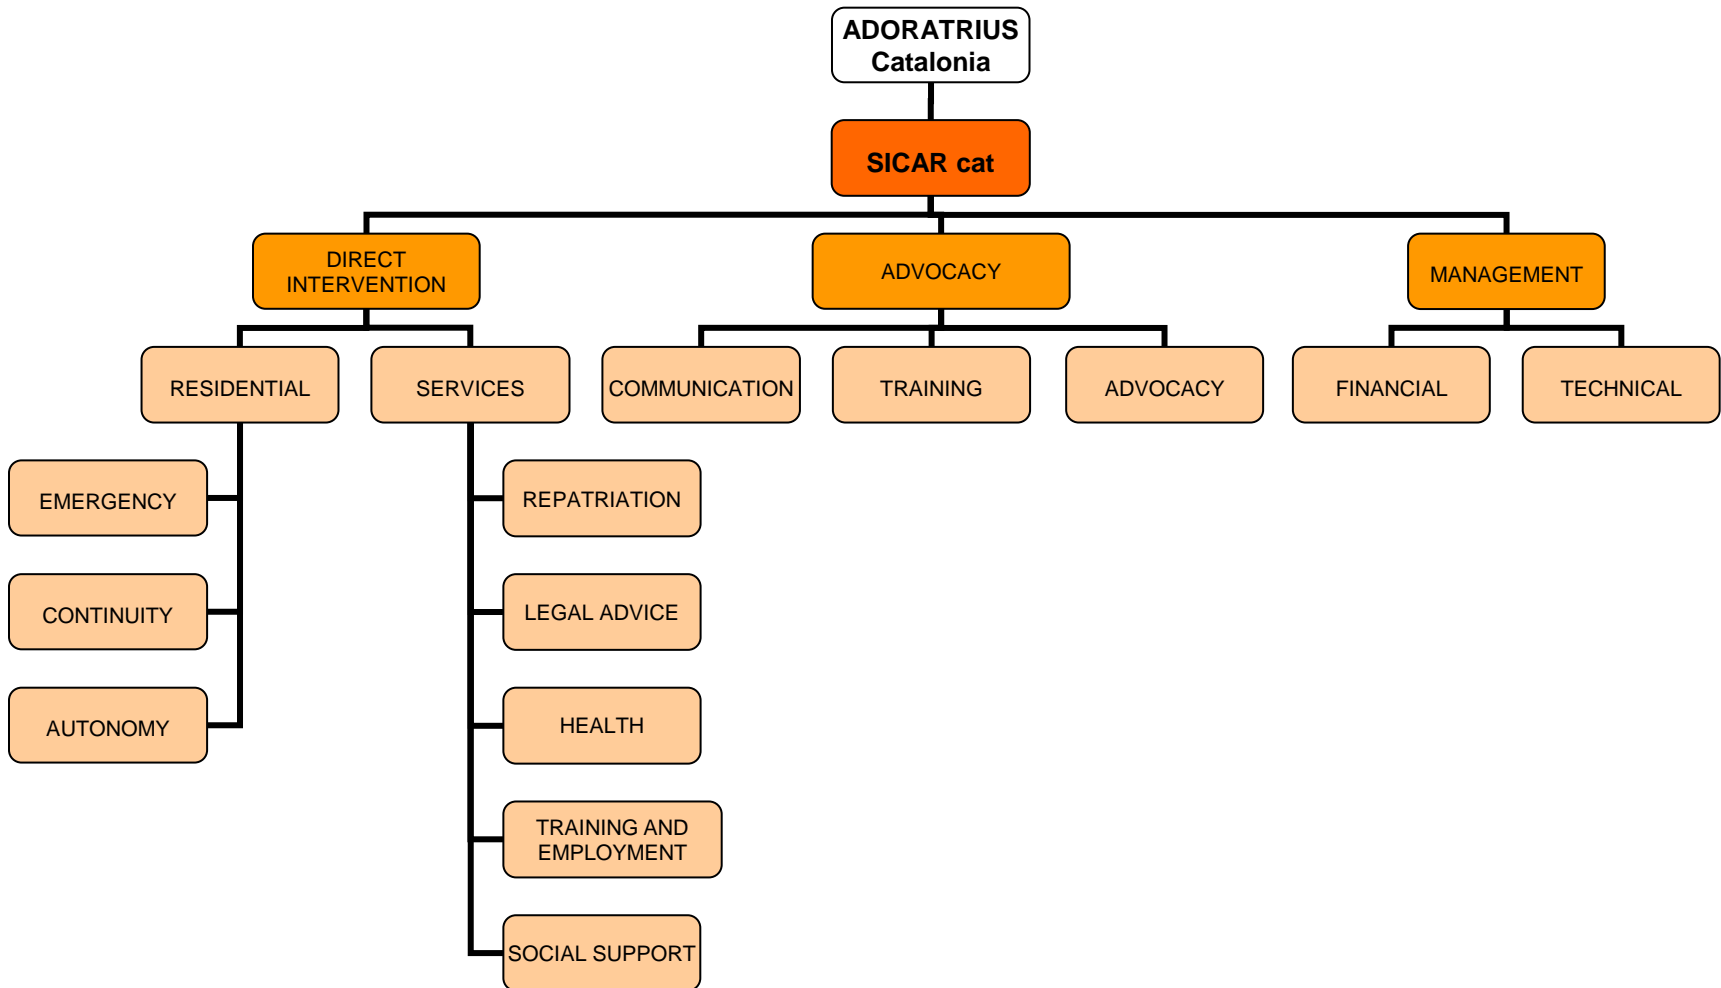 ADORATRIUS
Catalonia
SICAR cat
DIRECT
INTERVENTION
ADVOCACY
MANAGEMENT
RESIDENTIAL
SERVICES
COMMUNICATION
TRAINING
ADVOCACY
FINANCIAL
TECHNICAL
EMERGENCY
REPATRIATION
CONTINUITY
LEGAL ADVICE
AUTONOMY
HEALTH
TRAINING AND
EMPLOYMENT
SOCIAL SUPPORT